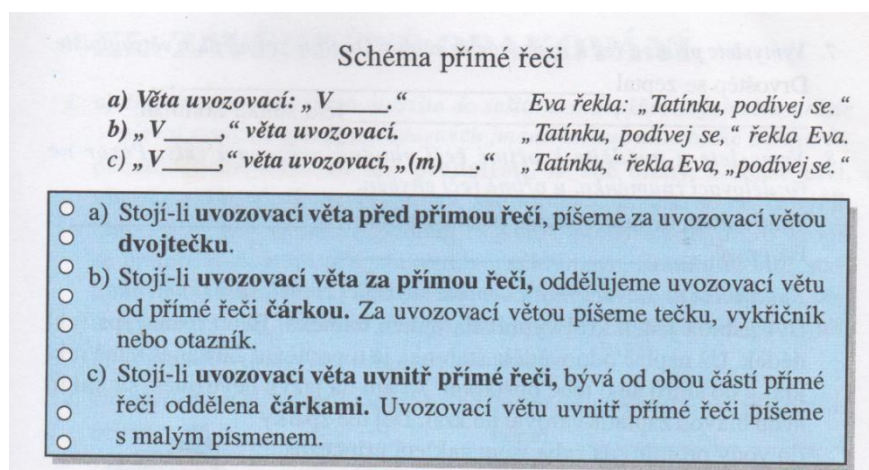 Schéma přímé řeči
a) Věta uvozovací: „V______.“ Eva řekla: „Tatínku, podívej se.“
b) „V______,“ věta uvozovací. „Tatínku, podívej se,“ řekla Eva.
c) „V______,“ věta uvozovací, „(m)___.“ „Tatínku,“ řekla Eva, „podívej se.“
a) Stojí-li uvozovací věta před přímou řečí, píšeme za uvozovací větou
dvojtečku.
b) Stojí-li uvozovací věta za přímou řečí, oddělujeme uvozovací větu
od přímé řeči čárkou. Za uvozovací větou píšeme tečku, vykřičník
nebo otazník.
c) Stojí-li uvozovací věta uvnitř přímé řeči, bývá od obou částí přímé
řeči oddělena čárkami. Uvozovací větu uvnitř přímé řeči píšeme
s malým písmenem.